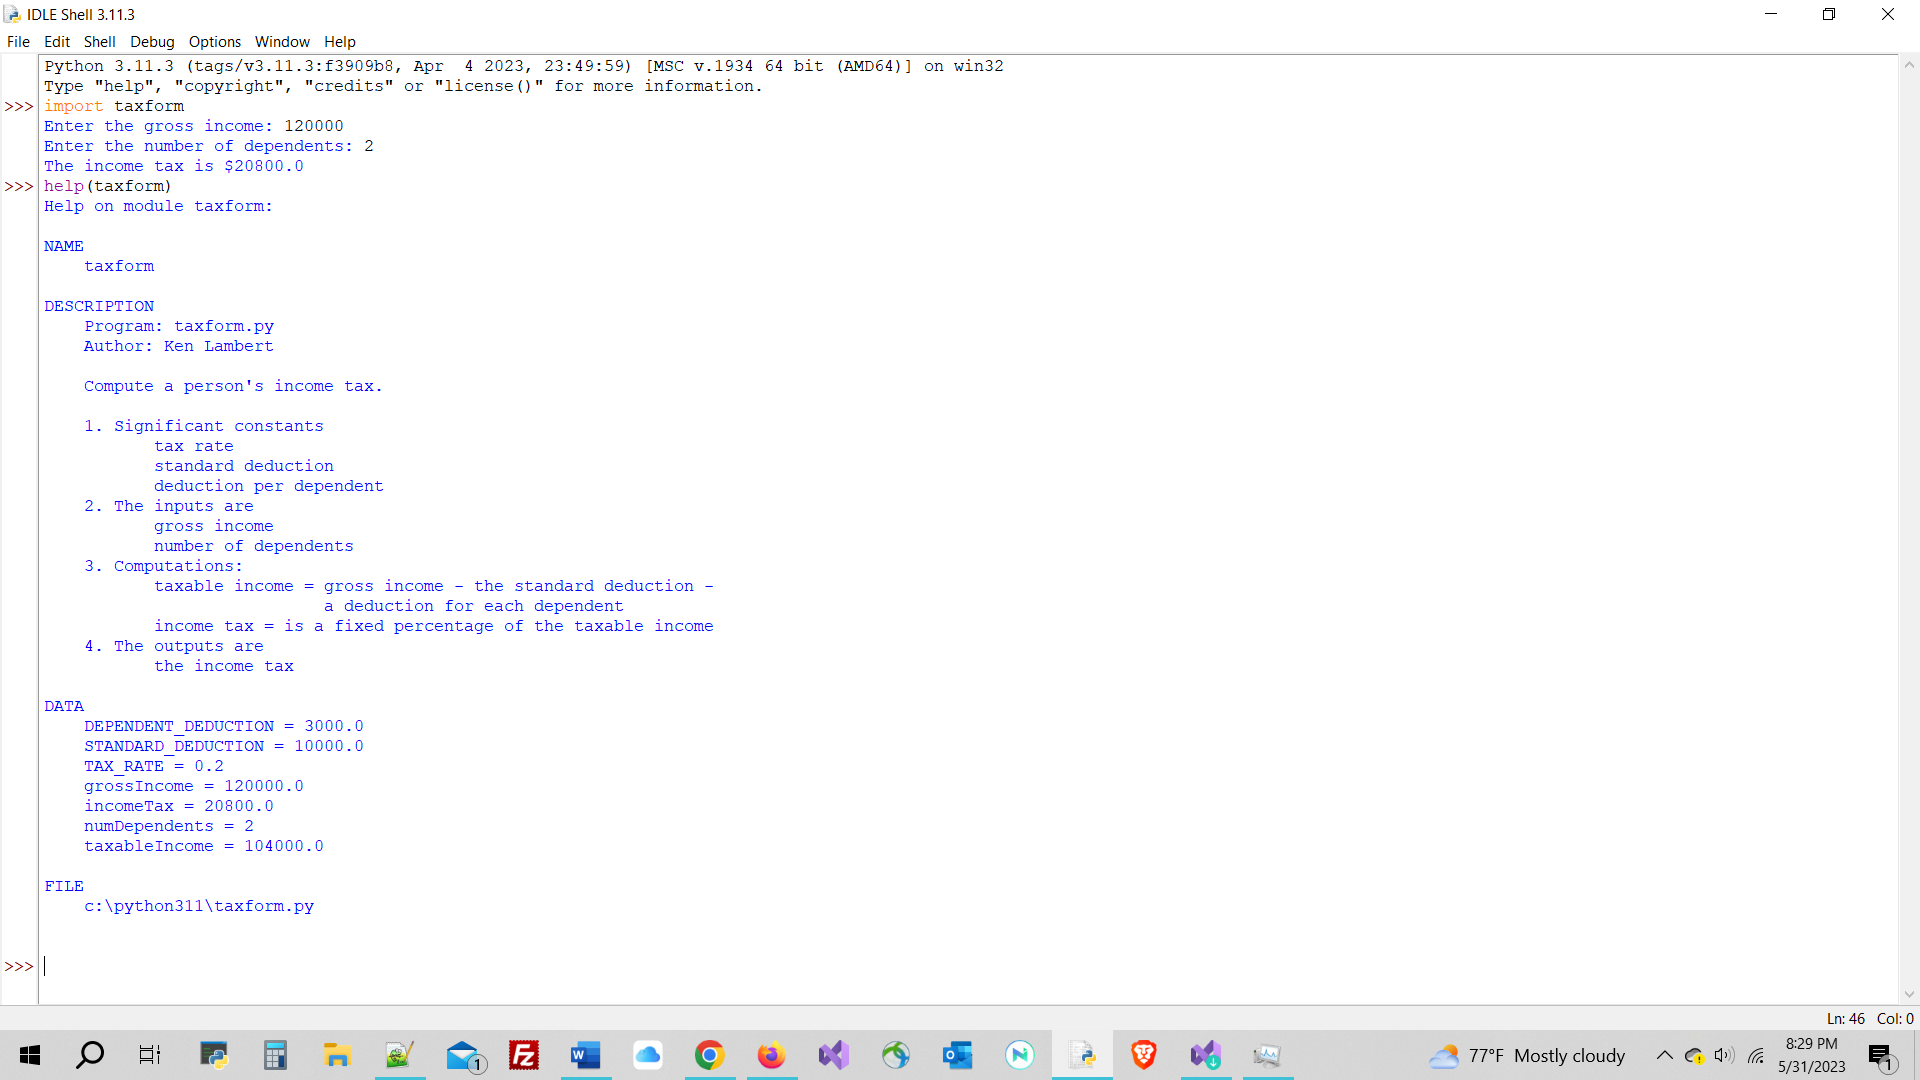 IDLE Shell 3.11.3
File Edit Shell Debug Options Window Help
Python 3.11.3 (tags/v3.11.3:f3909b8, Apr  4 2023, 23:49:59) [MSC v.1934 64 bit (AMD64)] on win32
Type "help", "copyright", "credits" or "license()" for more information.
>>> import taxform
Enter the gross income: 120000
Enter the number of dependents: 2
The income tax is $20800.0
>>> help(taxform)
Help on module taxform:
NAME
taxform
DESCRIPTION
Program: taxform.py
Author: Ken Lambert
Compute a person's income tax.
1. Significant constants
tax rate
standard deduction
deduction per dependent
2. The inputs are
gross income
number of dependents
3. Computations:
taxable income = gross income - the standard deduction -
a deduction for each dependent
income tax = is a fixed percentage of the taxable income
4. The outputs are
the income tax
DATA
DEPENDENT_DEDUCTION = 3000.0
STANDARD_DEDUCTION = 10000.0
TAX_RATE = 0.2
grossIncome = 120000.0
incomeTax = 20800.0
numDependents = 2
taxableIncome = 104000.0
FILE
c:\python311\taxform.py
>>>
Ln: 46 Col: 0
1
FZ
W
N
77°F Mostly cloudy
8:29 PM
5/31/2023
1